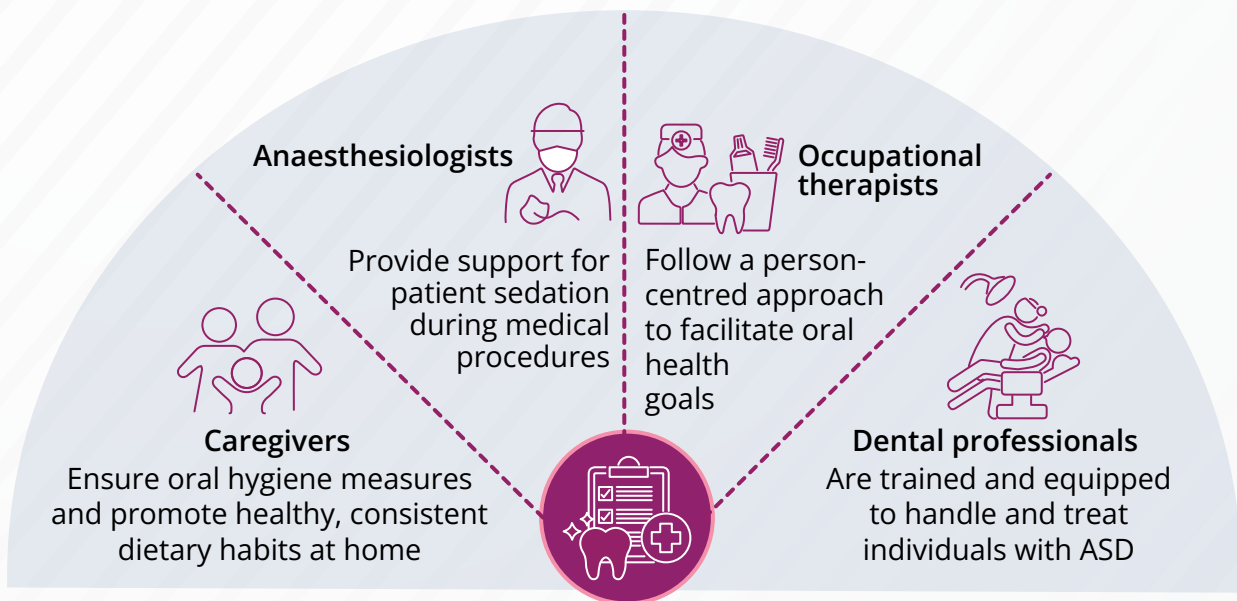 Anaesthesiologists
Provide support for
patient sedation
during medical
procedures
Occupational
therapists
Follow a person-
centred approach
to facilitate oral
health
goals
Caregivers
Ensure oral hygiene measures
and promote healthy, consistent
dietary habits at home
Dental professionals
Are trained and equipped
to handle and treat
individuals with ASD